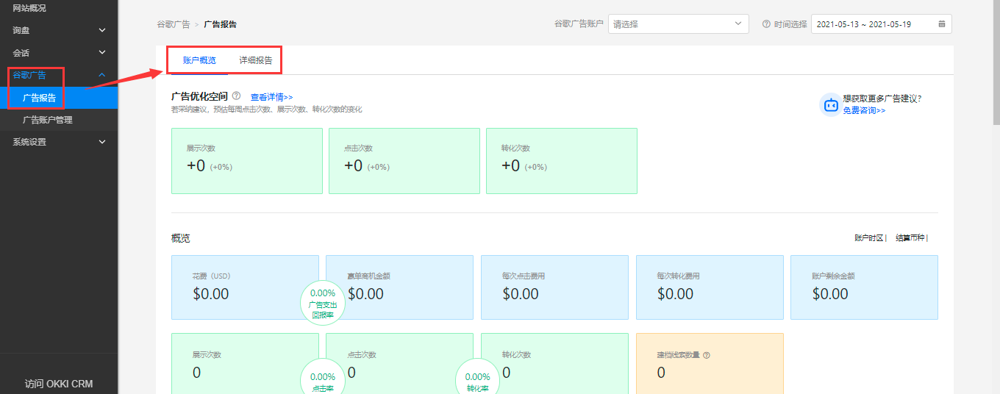 网站概况
询盘
会话
谷歌广告
广告报告
广告账户管理
系统设置
访问 OKKI CRM
谷歌广告 > 广告报告
谷歌广告账户 请选择
时间选择 2021-05-13 ~ 2021-05-19
账户概览 详细报告
广告优化空间 查看详情>>
若采纳建议，预估每周点击次数、展示次数、转化次数的变化
想获取更多广告建议?
免费咨询>>
展示次数
+0 (+0%)
点击次数
+0 (+0%)
转化次数
+0 (+0%)
概览
账户时区 | 结算币种 |
花费（USD）
$0.00
0.00%
广告支出
回报率
赢单商机金额
$0.00
每次点击费用
$0.00
每次转化费用
$0.00
账户剩余金额
$0.00
展示次数
0
0.00%
点击率
点击次数
0
0.00%
转化率
转化次数
0
建档线索数量
0